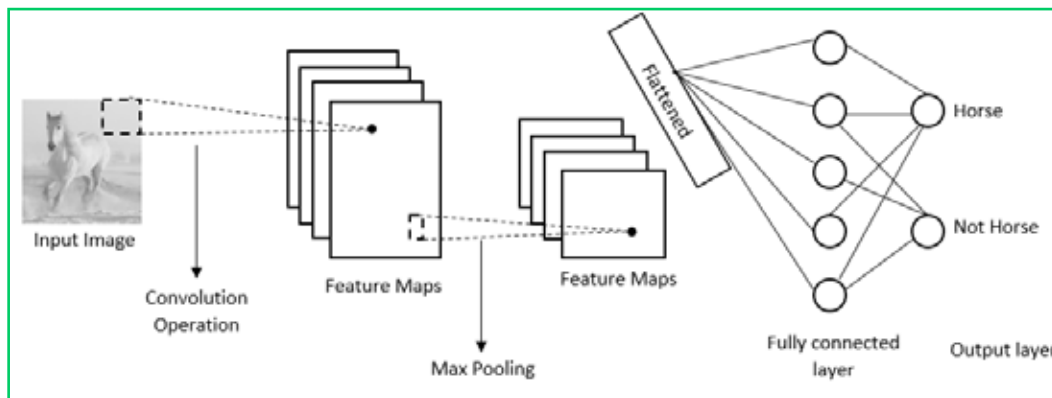 Input Image
Convolution
Operation
Feature Maps
Max Pooling
Feature Maps
Flattened
Fully connected
layer
Horse
Not Horse
Output layer